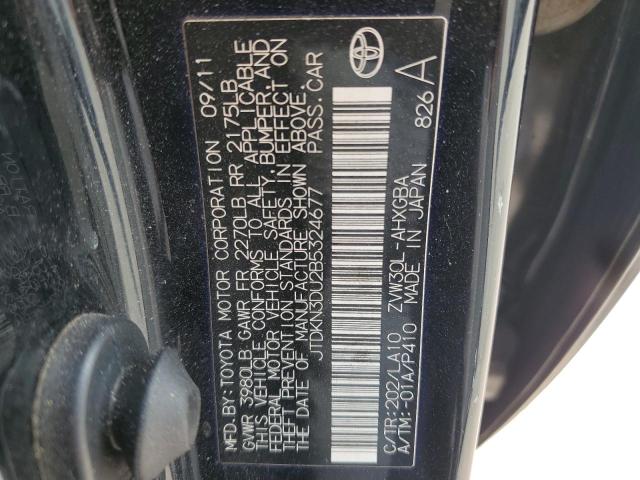 MFD. BY: TOYOTA MOTOR CORPORATION 09/11
GVWR 3980LB GAWR FR 2270LB RR 2175LB
THIS VEHICLE CONFORMS TO ALL APPLICABLE
FEDERAL MOTOR VEHICLE SAFETY, BUMPER, AND
THEFT PREVENTION STANDARDS IN EFFECT ON
THE DATE OF MANUFACTURE SHOWN ABOVE.
JTDKN3DU2B5324677 PASS. CAR
C/TR:202/LA10 ZVW30L-AHXGBA
A/TM:-01A/P410 MADE IN JAPAN 826 A